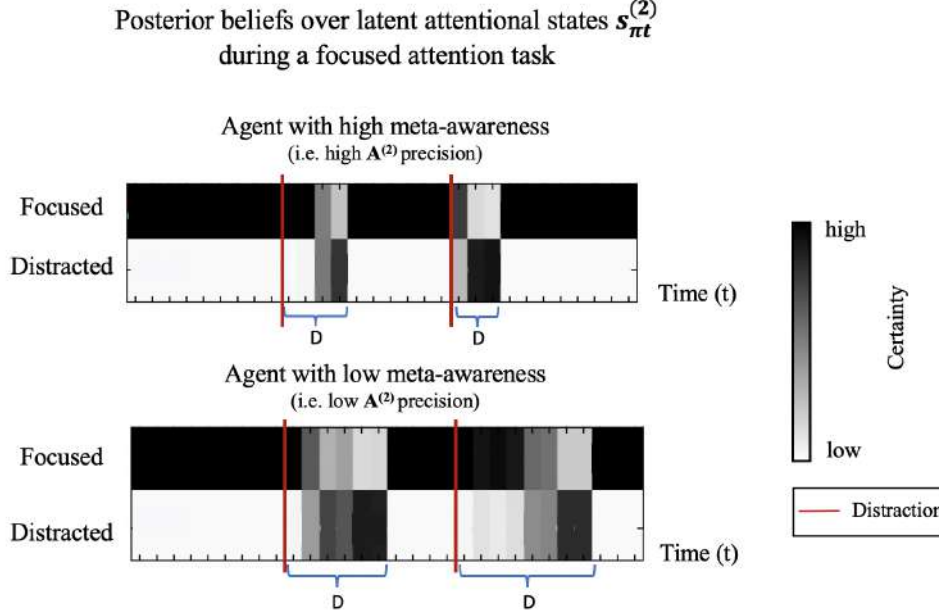 Posterior beliefs over latent attentional states s_{πt}^{(2)}
during a focused attention task
Agent with high meta-awareness
(i.e. high A^{(2)} precision)
Focused
Distracted
Time (t)
D
D
Agent with low meta-awareness
(i.e. low A^{(2)} precision)
Focused
Distracted
Time (t)
D
D
high
Certainty
low
Distraction